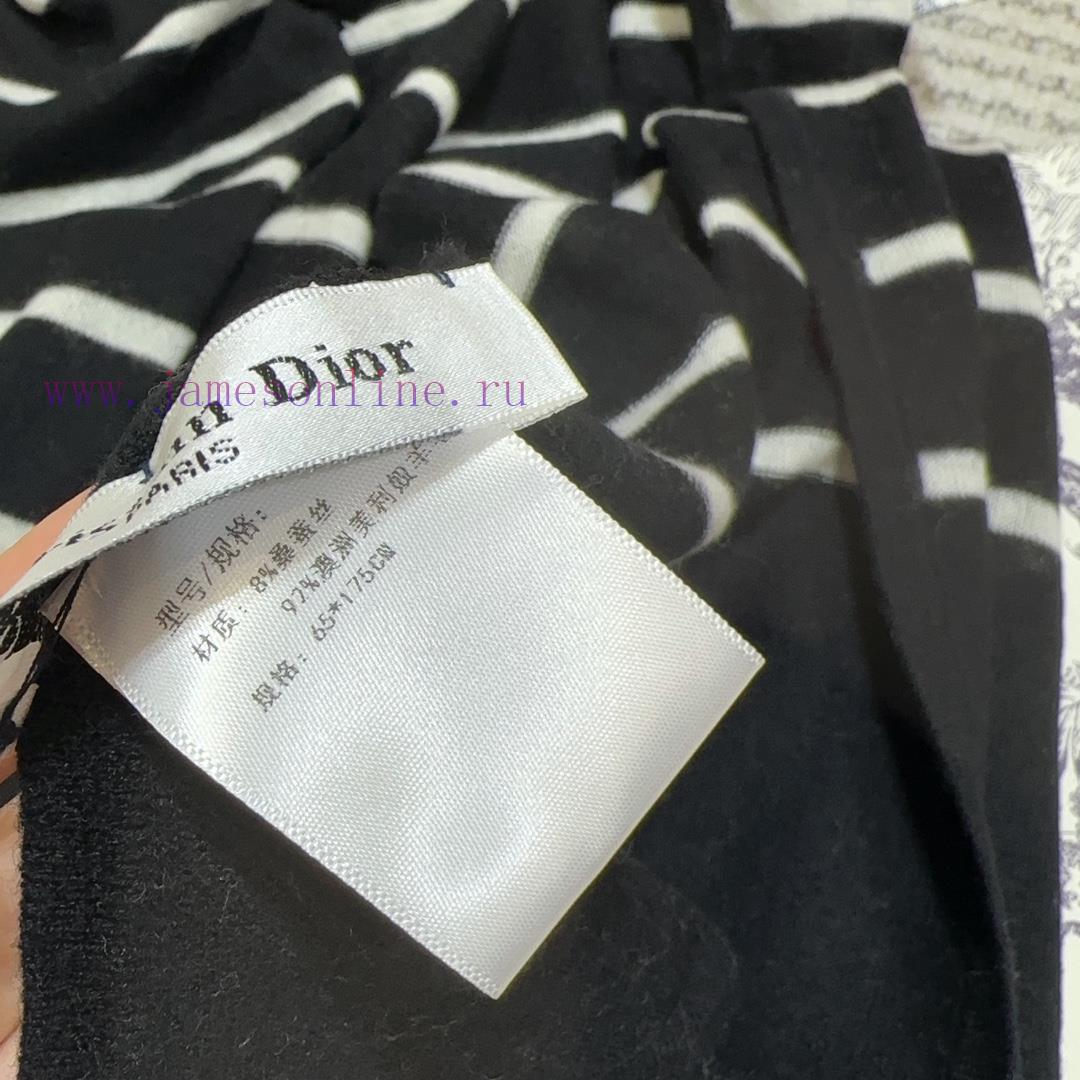 Dior
PARIS
www.jamesonline.ru
型号/规格:
材质: 8%桑蚕丝
92%澳洲美利奴羊
规格: 65*175CM